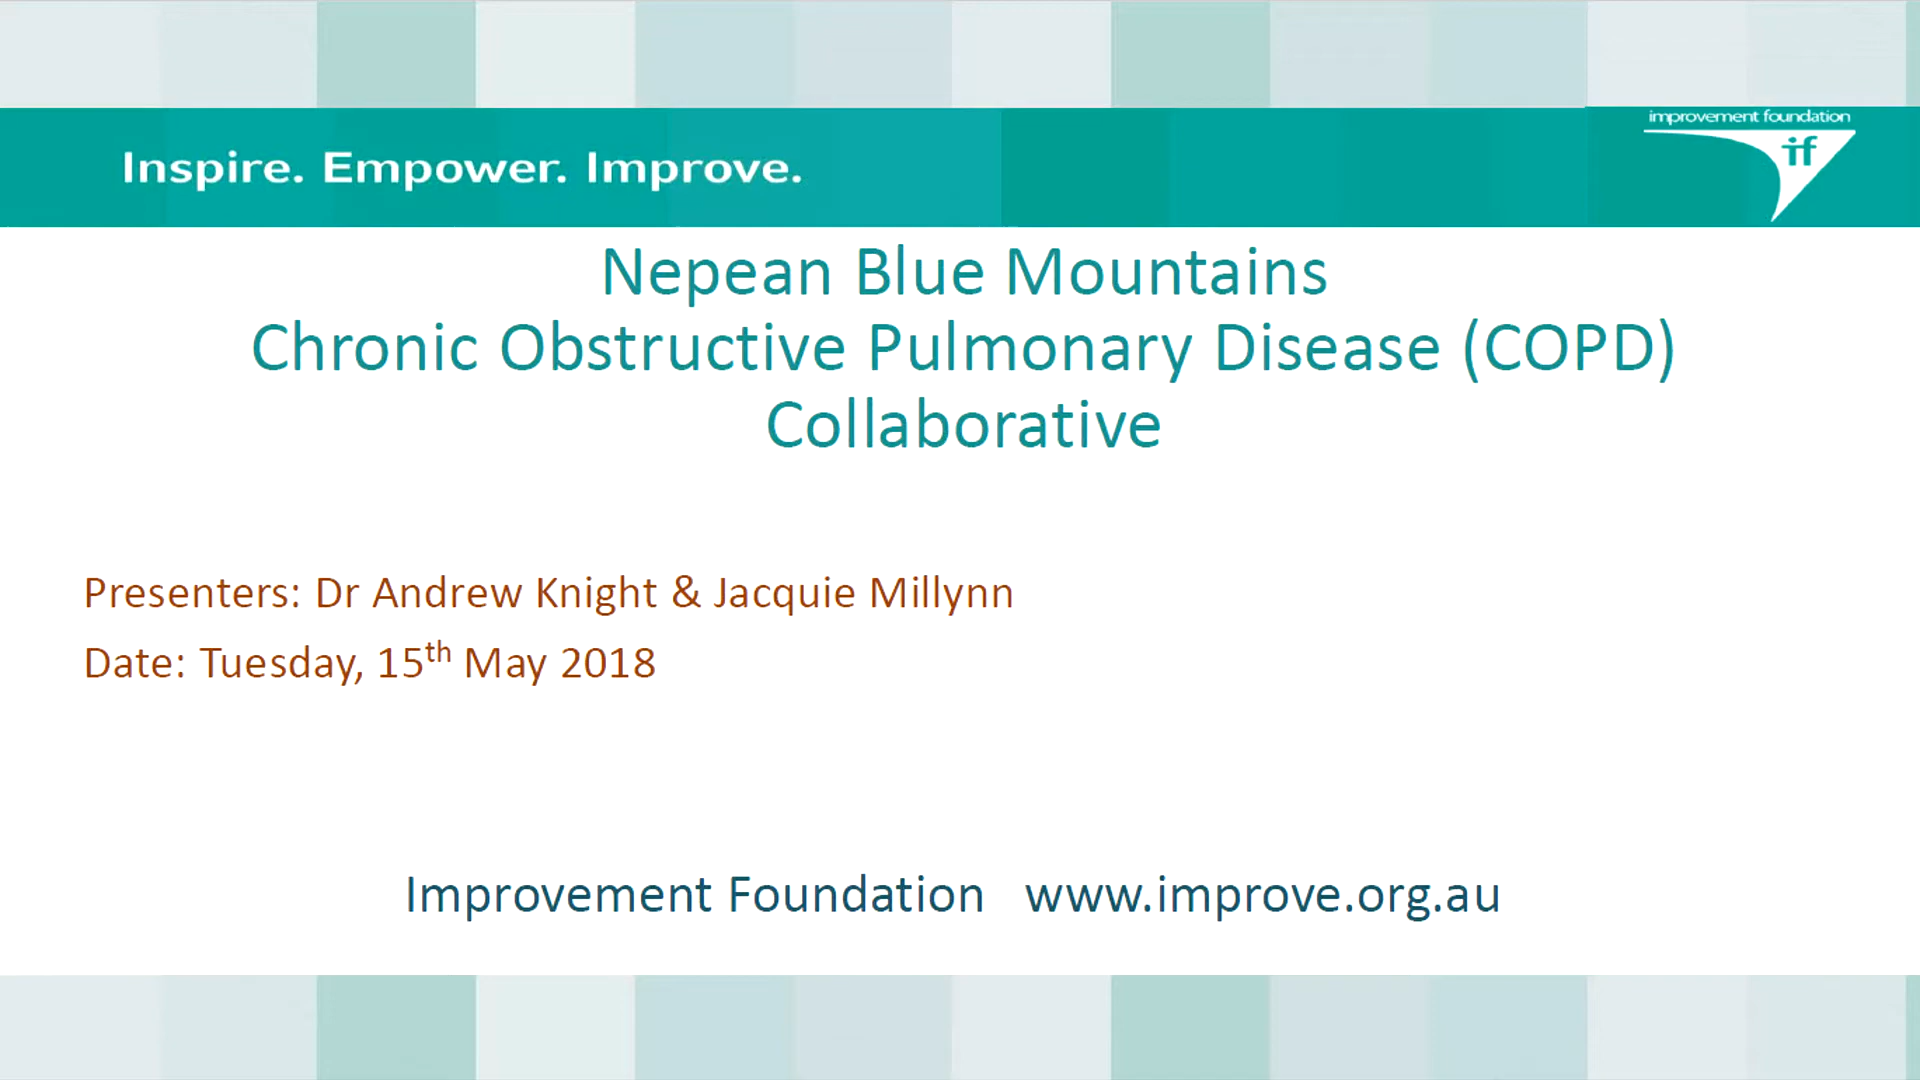 improvement foundation
if
Inspire. Empower. Improve.
Nepean Blue Mountains
Chronic Obstructive Pulmonary Disease (COPD)
Collaborative
Presenters: Dr Andrew Knight & Jacquie Millynn
Date: Tuesday, 15th May 2018
Improvement Foundation www.improve.org.au